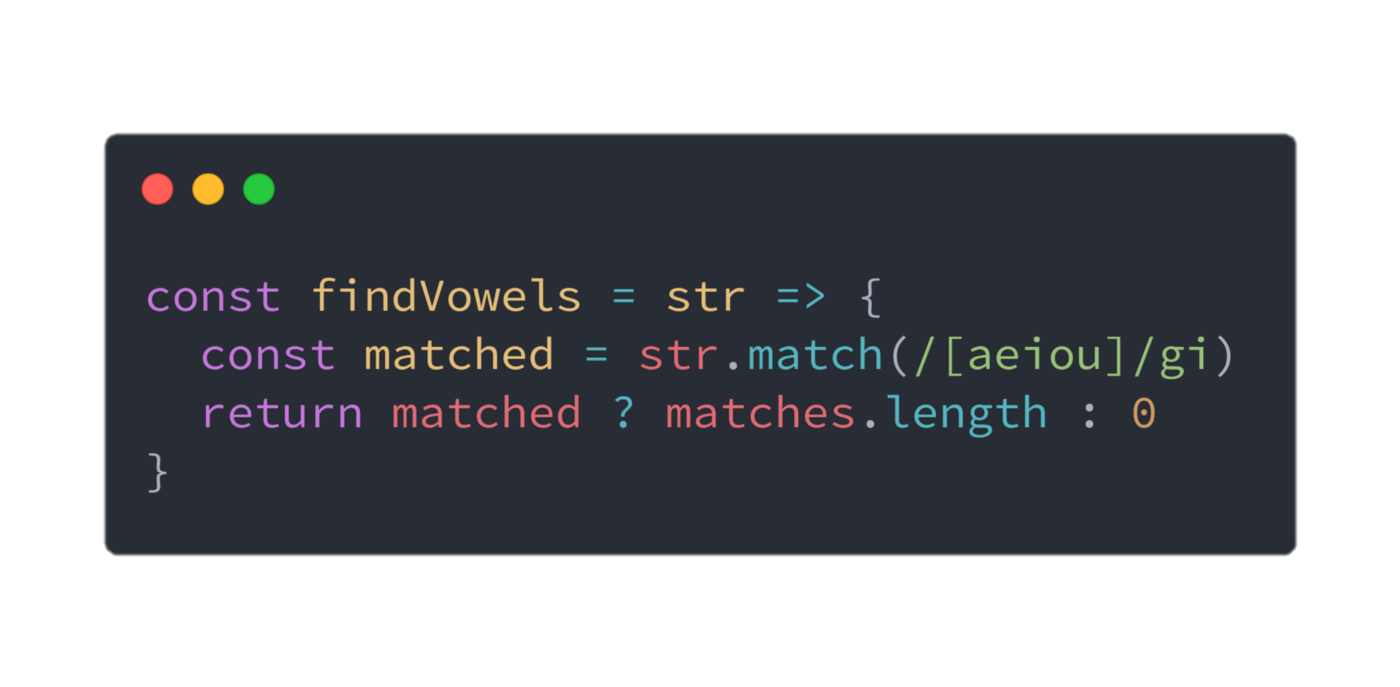 const findVowels = str => {
  const matched = str.match(/[aeiou]/gi)
  return matched ? matches.length : 0
}